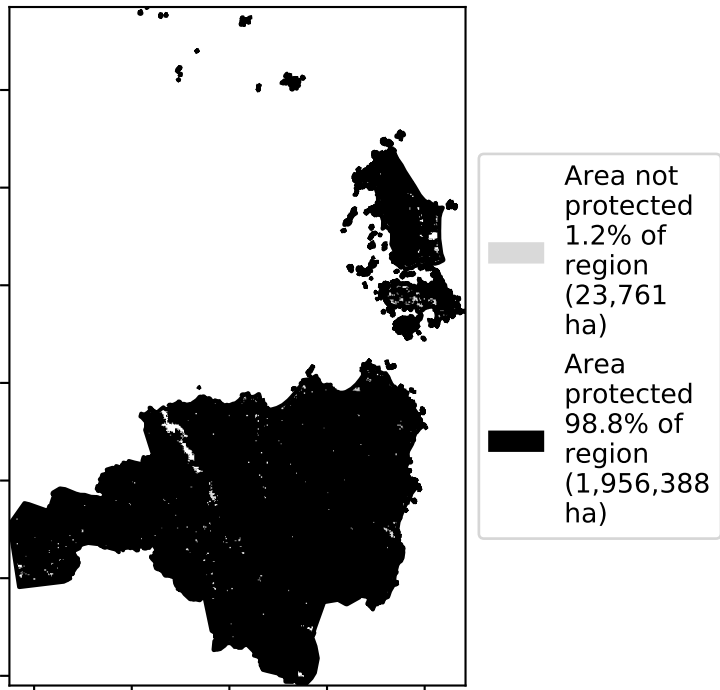 Area not
protected
1.2% of
region
(23,761
ha)
Area
protected
98.8% of
region
(1,956,388
ha)